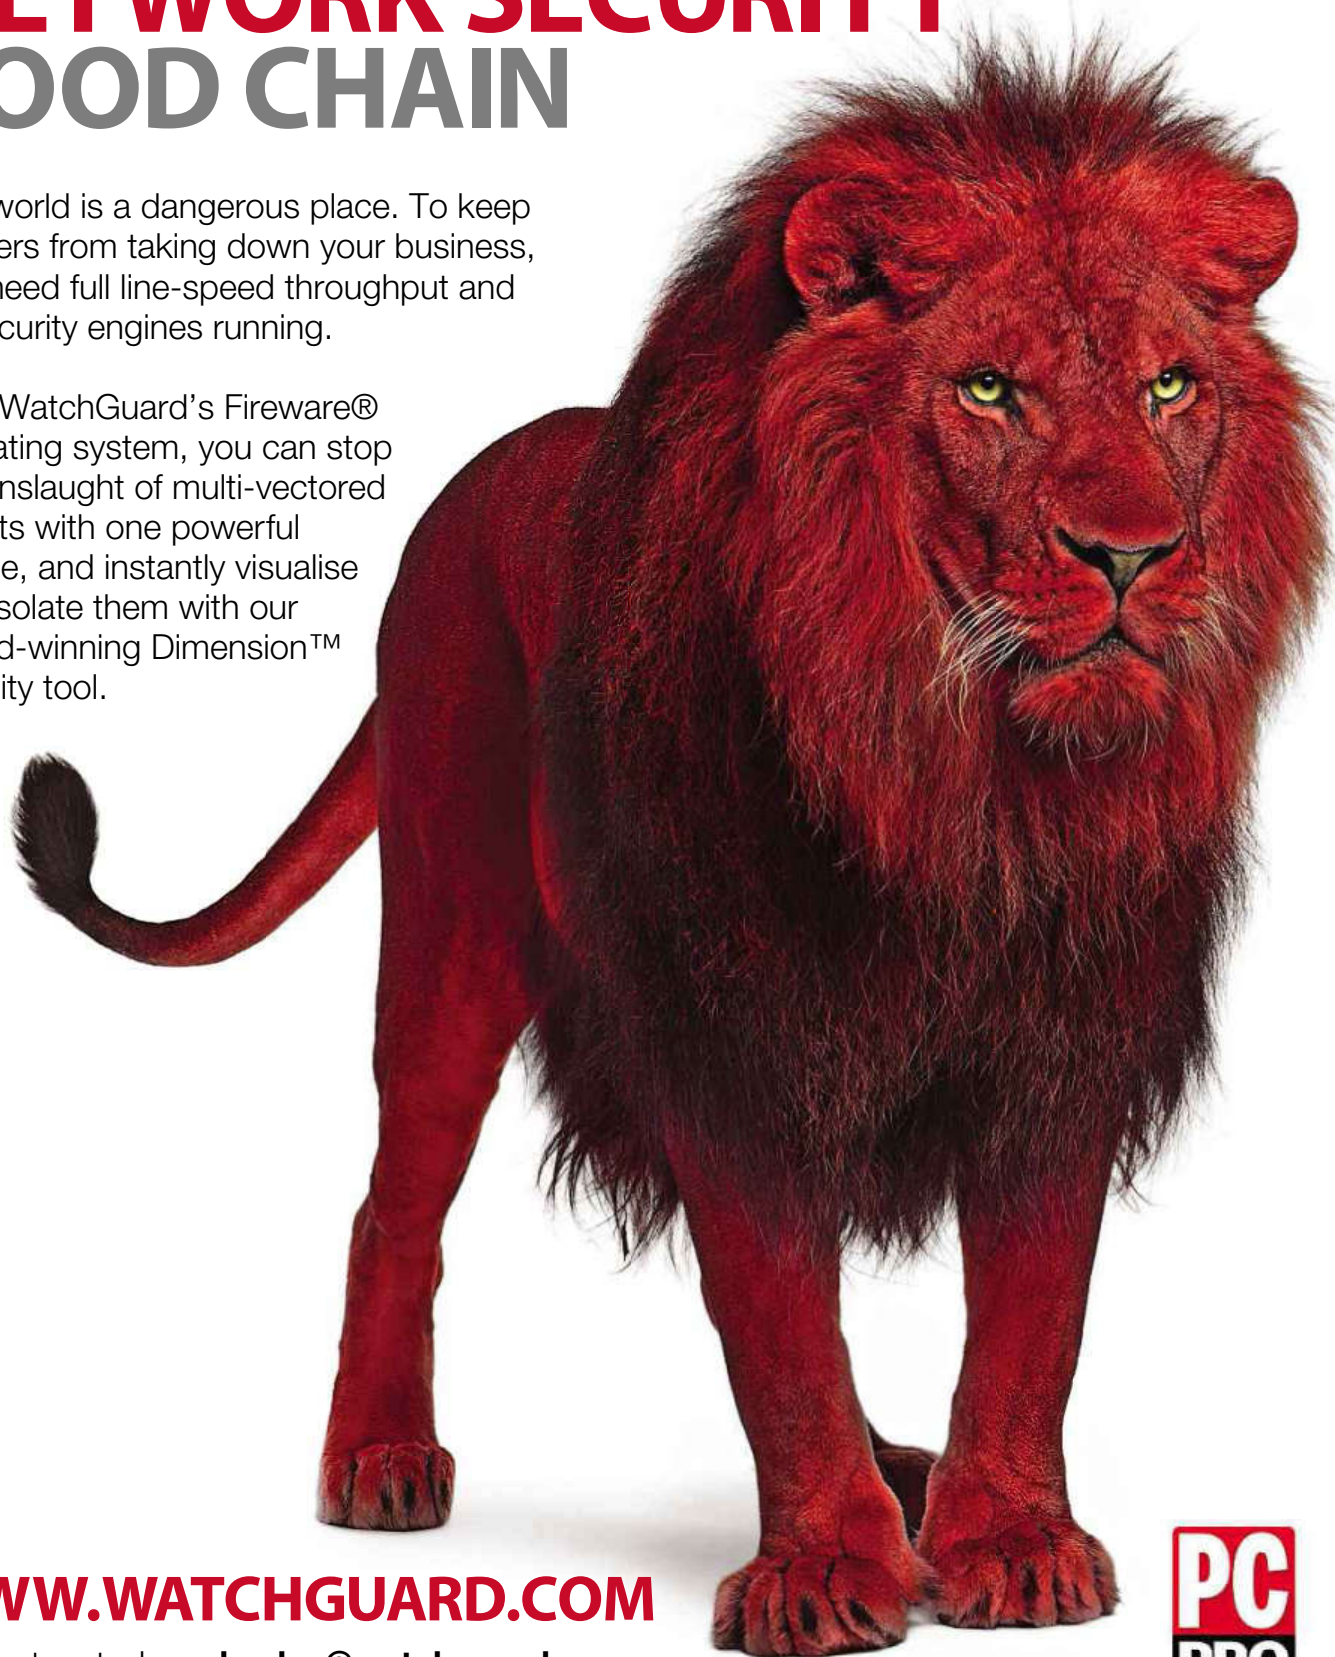 ETWORK SECURITY
OOD CHAIN
world is a dangerous place. To keep
ers from taking down your business,
need full line-speed throughput and
curity engines running.
WatchGuard's Fireware®
ating system, you can stop
nslaught of multi-vectored
ts with one powerful
e, and instantly visualise
solate them with our
d-winning Dimension™
ity tool.
WW.WATCHGUARD.COM
PC
PRO